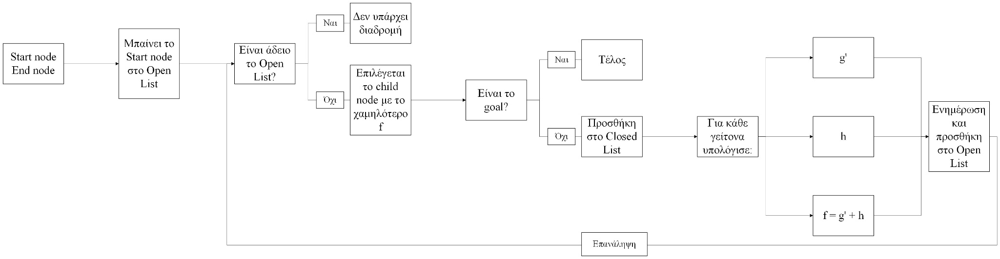 Start node
End node
Μπαίνει το
Start node
στο Open
List
Είναι άδειο
το Open
List?
Ναι
Δεν υπάρχει
διαδρομή
Όχι
Επιλέγεται
το child
node με το
χαμηλότερο
f
Είναι το
goal?
Ναι
Τέλος
Όχι
Προσθήκη
στο Closed
List
Για κάθε
γείτονα
υπολόγισε:
g'
h
f = g' + h
Ενημέρωση
και
προσθήκη
στο Open
List
Επανάληψη